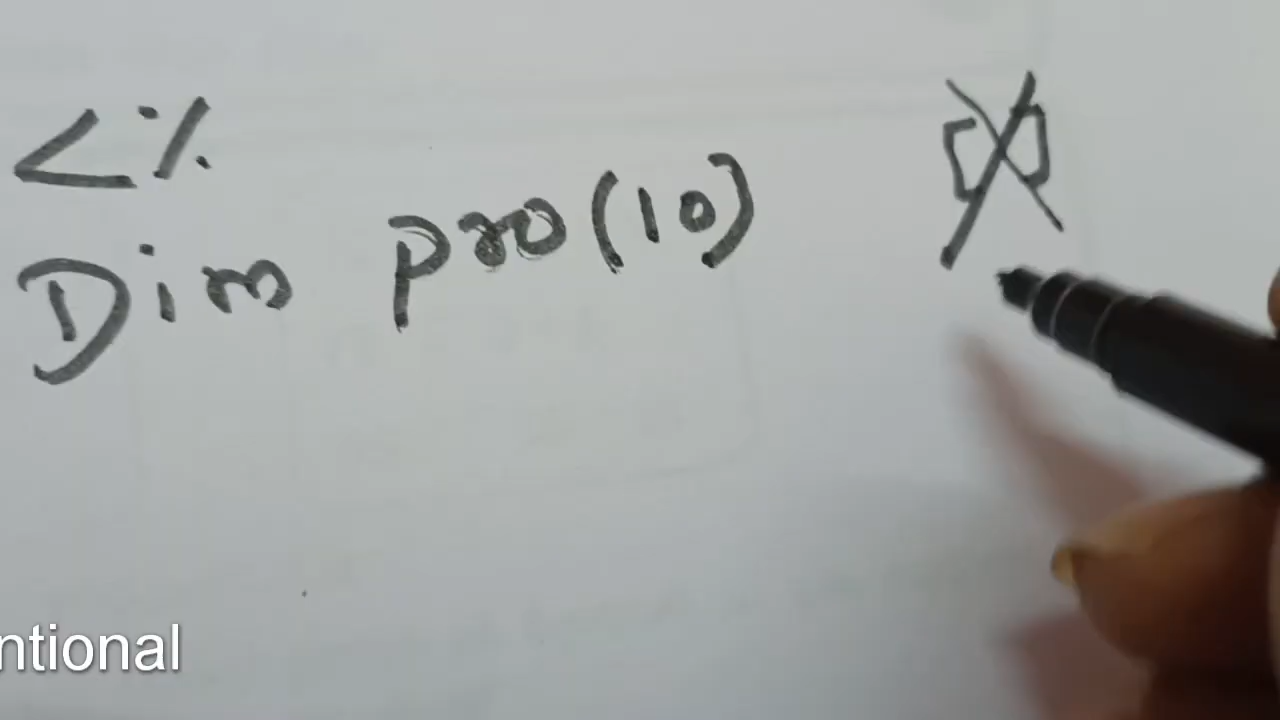 <%
Dim pro(10)
[]
ntional